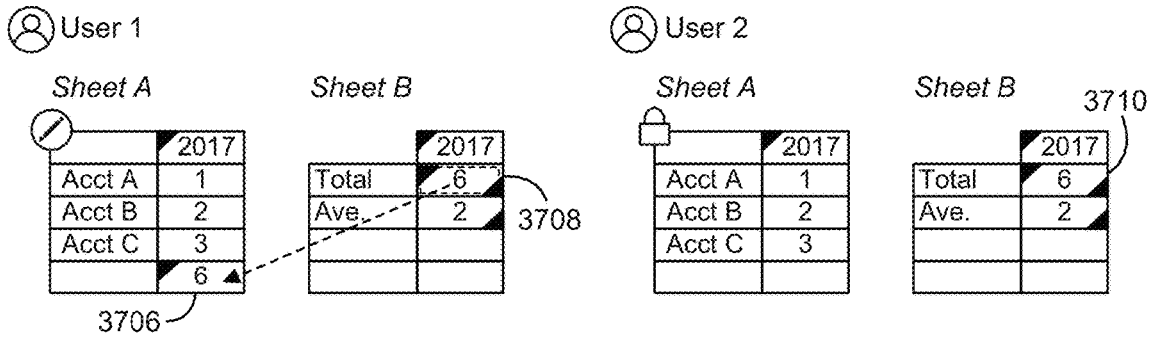 User 1 User 2
Sheet A Sheet B Sheet A Sheet B
3710
2017 2017 2017 2017
Acct A 1 Total 6 Acct A 1 Total 6
Acct B 2 Ave. 2 Acct B 2 Ave. 2
3708
Acct C 3 Acct C 3
6
3706